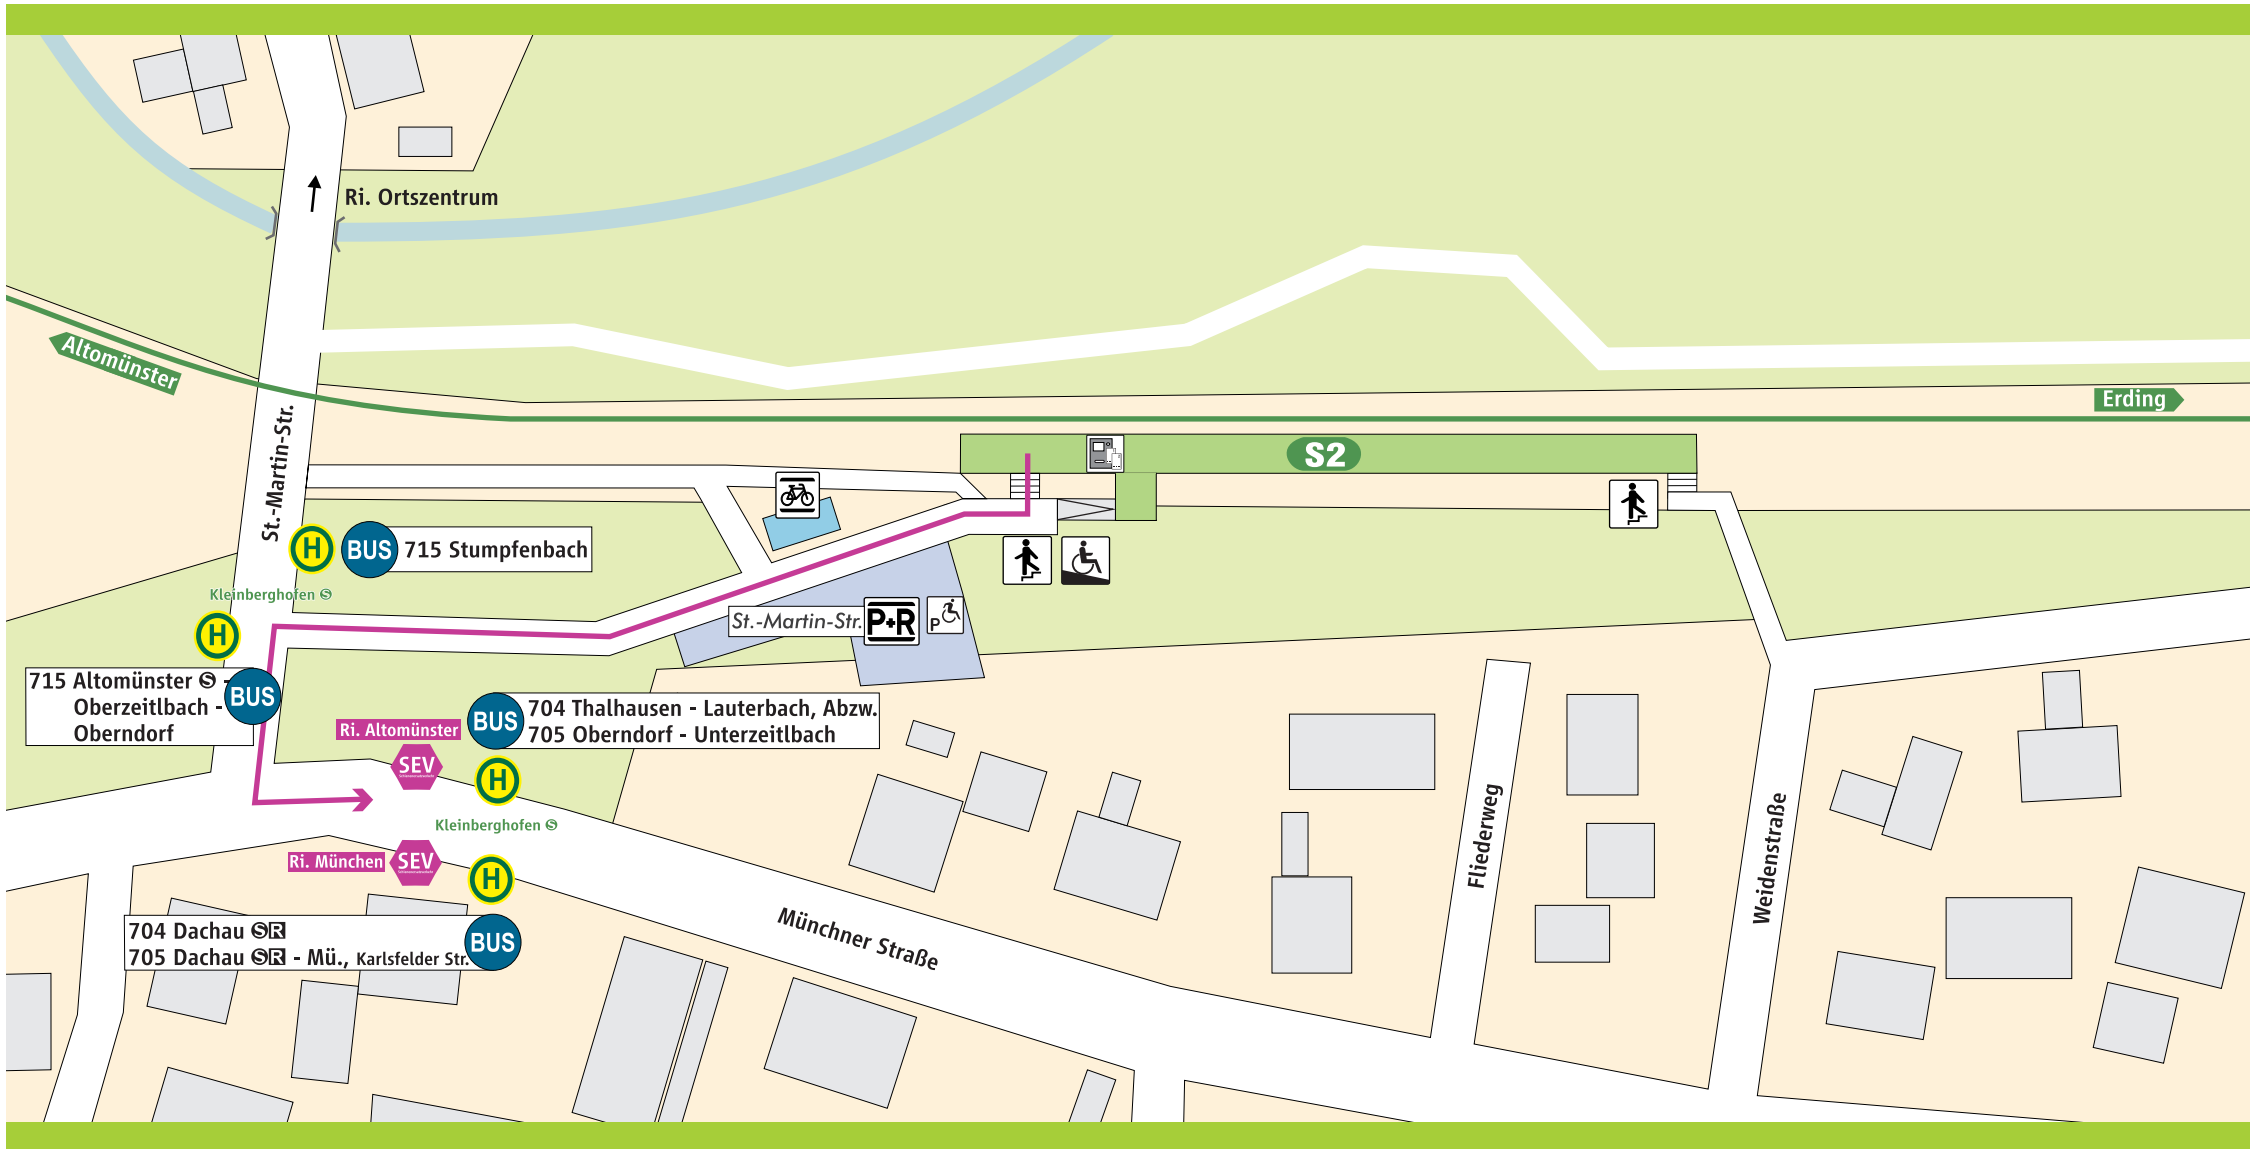 Ri. Ortszentrum
Altomünster
Erding
St.-Martin-Str.
S2
H
BUS
715 Stumpfenbach
Kleinberghofen S
H
St.-Martin-Str.
P+R
P
715 Altomünster S -
Oberzeitlbach -
Oberndorf
BUS
Ri. Altomünster
SEV
BUS
704 Thalhausen - Lauterbach, Abzw.
705 Oberndorf - Unterzeitlbach
H
Kleinberghofen S
Ri. München
SEV
H
704 Dachau S R
705 Dachau S R - Mü., Karlsfelder Str.
BUS
Münchner Straße
Fliederweg
Weidenstraße